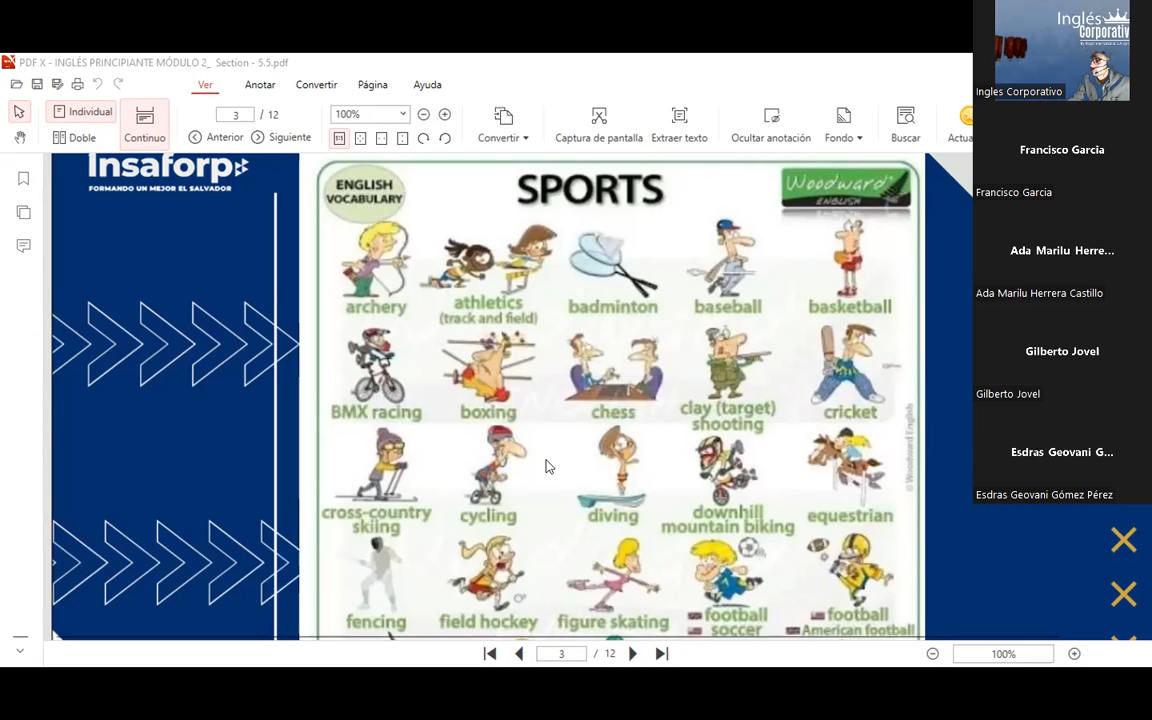 PDF X - INGLÉS PRINCIPIANTE MÓDULO 2_ Section - 5.5.pdf
Ver
Anotar
Convertir
Página
Ayuda
Individual
Doble
Continuo
3 / 12
Anterior
Siguiente
100%
Convertir
Captura de pantalla
Extraer texto
Ocultar anotación
Fondo
Buscar
Actua
Insaforp
FORMANDO UN MEJOR EL SALVADOR
ENGLISH
VOCABULARY
SPORTS
Woodward
ENGLISH
archery
athletics
(track and field)
badminton
baseball
basketball
BMX racing
boxing
chess
clay (target)
shooting
cricket
cross-country
skiing
cycling
diving
downhill
mountain biking
equestrian
fencing
field hockey
figure skating
football
soccer
football
American football
© Woodward English
3 / 12
100%
Inglés
Corporativ
Ingles Corporativo
Francisco Garcia
Francisco Garcia
Ada Marilu Herre...
Ada Marilu Herrera Castillo
Gilberto Jovel
Gilberto Jovel
Esdras Geovani G...
Esdras Geovani Gómez Pérez